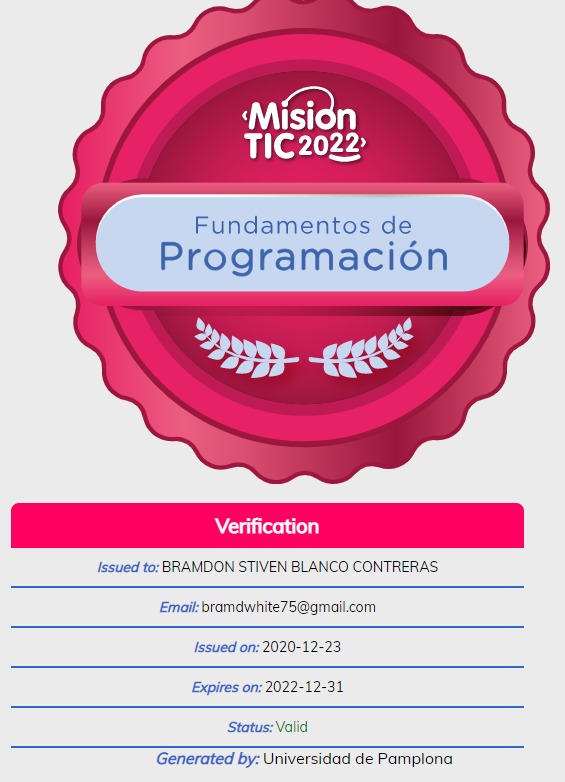 ‹Misión
TIC 2022›
Fundamentos de
Programación
Verification
Issued to: BRAMDON STIVEN BLANCO CONTRERAS
Email: bramdwhite75@gmail.com
Issued on: 2020-12-23
Expires on: 2022-12-31
Status: Valid
Generated by: Universidad de Pamplona